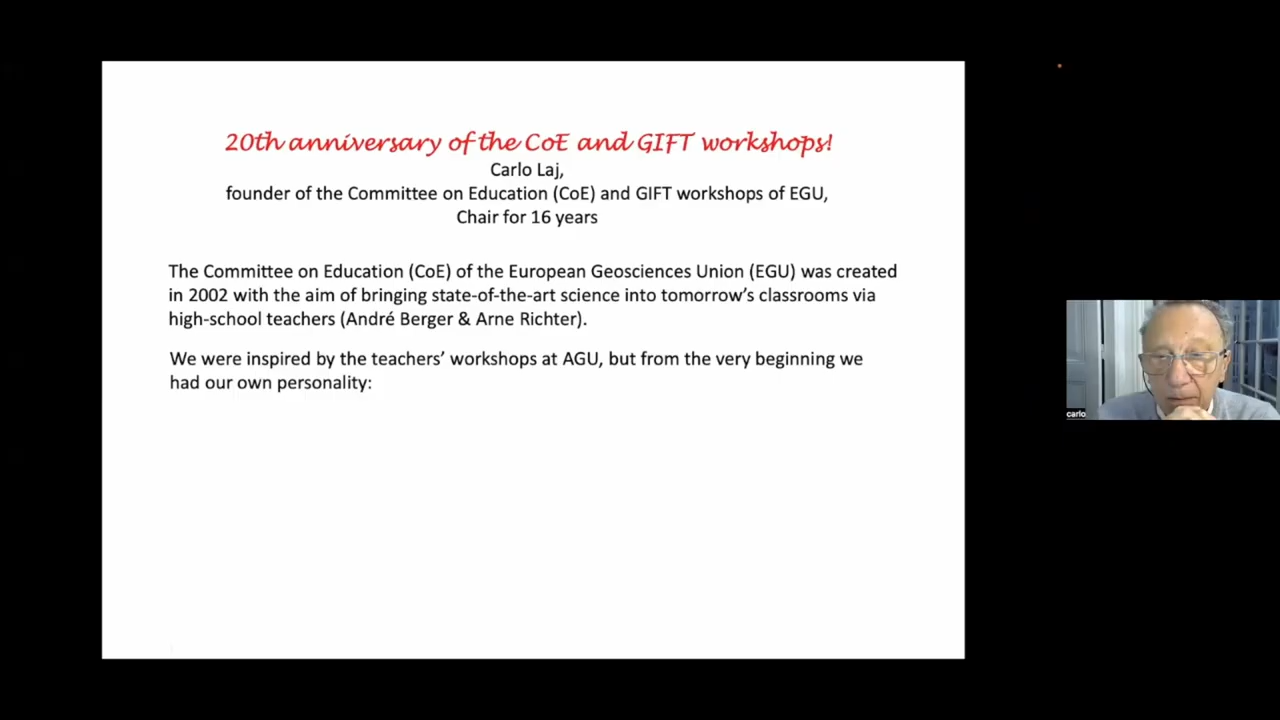 20th anniversary of the CoE and GIFT workshops!
Carlo Laj,
founder of the Committee on Education (CoE) and GIFT workshops of EGU,
Chair for 16 years
The Committee on Education (CoE) of the European Geosciences Union (EGU) was created
in 2002 with the aim of bringing state-of-the-art science into tomorrow’s classrooms via
high-school teachers (André Berger & Arne Richter).
We were inspired by the teachers’ workshops at AGU, but from the very beginning we
had our own personality:
carlo